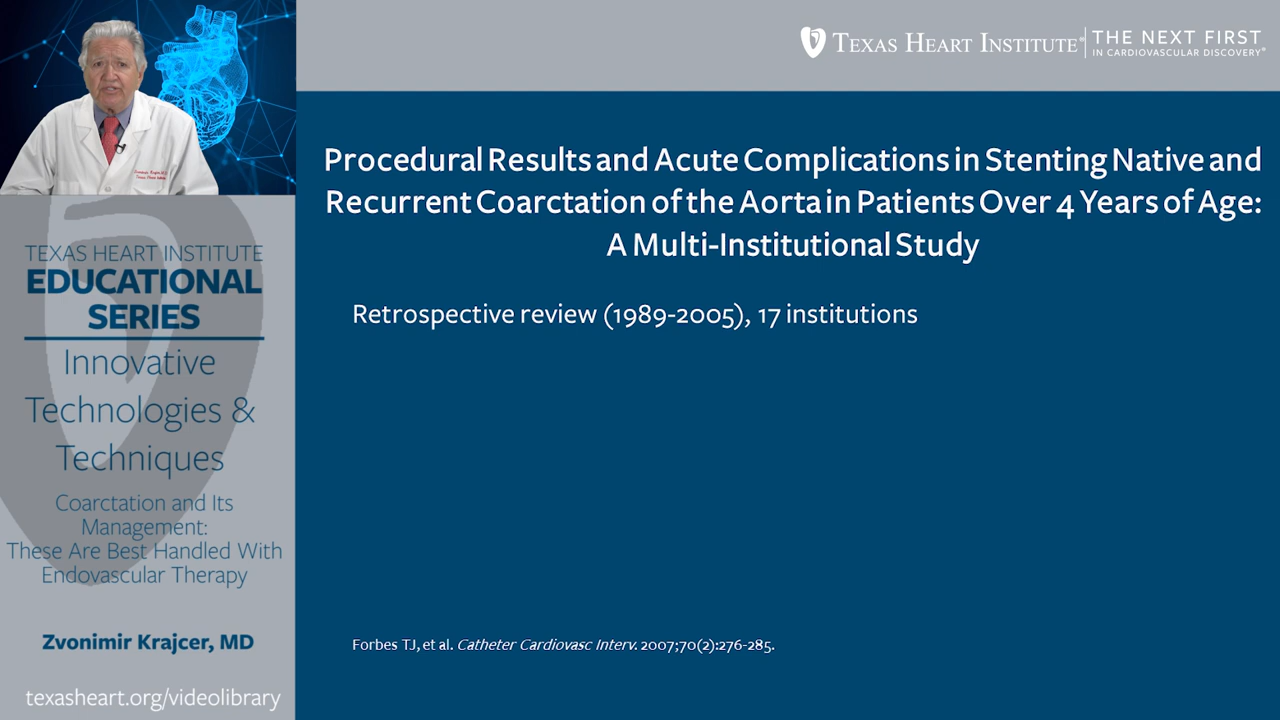 TEXAS HEART INSTITUTE®
THE NEXT FIRST
IN CARDIOVASCULAR DISCOVERY®
TEXAS HEART INSTITUTE
EDUCATIONAL
SERIES
Innovative
Technologies &
Techniques
Coarctation and Its
Management:
These Are Best Handled With
Endovascular Therapy
Zvonimir Krajcer, MD
texasheart.org/videolibrary
Procedural Results and Acute Complications in Stenting Native and
Recurrent Coarctation of the Aorta in Patients Over 4 Years of Age:
A Multi-Institutional Study
Retrospective review (1989-2005), 17 institutions
Forbes TJ, et al. Catheter Cardiovasc Interv. 2007;70(2):276-285.